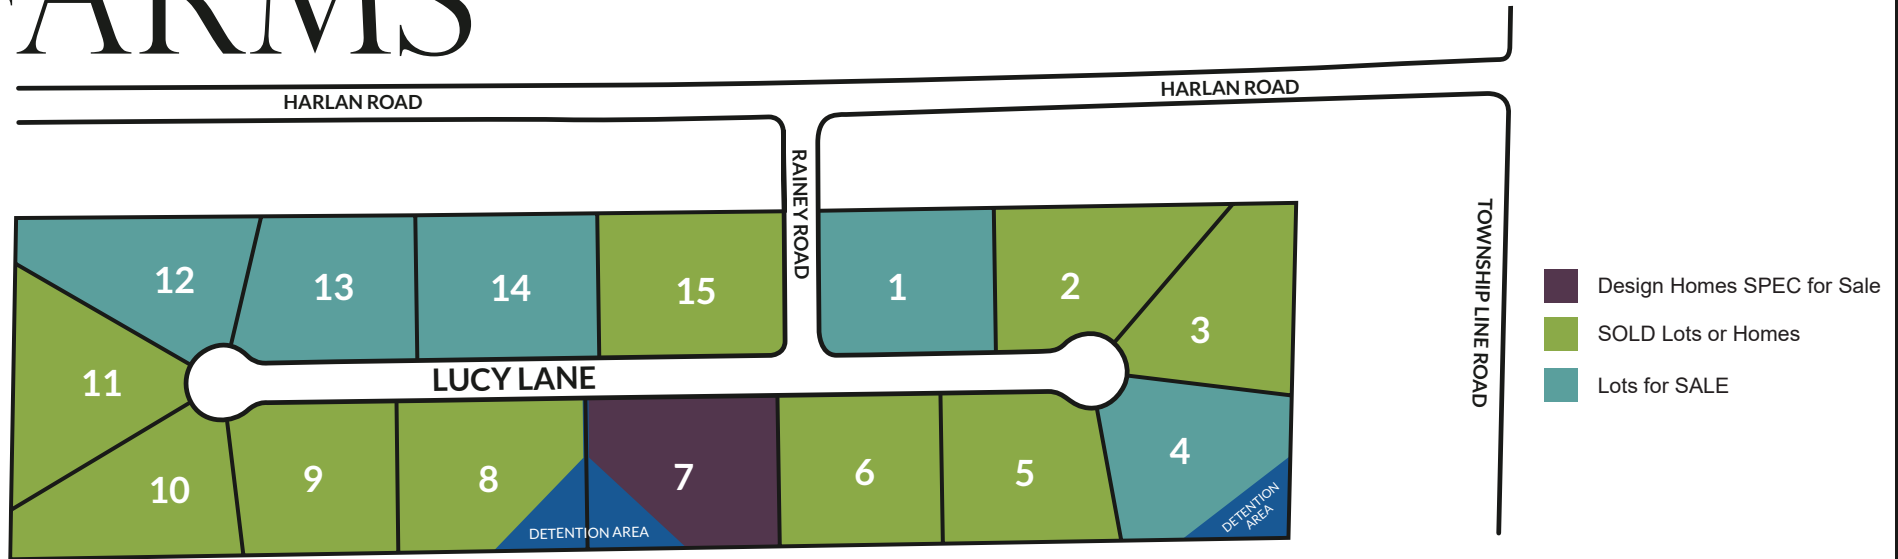 ARMS
HARLAN ROAD
HARLAN ROAD
RAINEY ROAD
TOWNSHIP LINE ROAD
12
13
14
15
1
2
3
11
LUCY LANE
10
9
8
7
6
5
4
DETENTION AREA
DETENTION
AREA
Design Homes SPEC for Sale
SOLD Lots or Homes
Lots for SALE